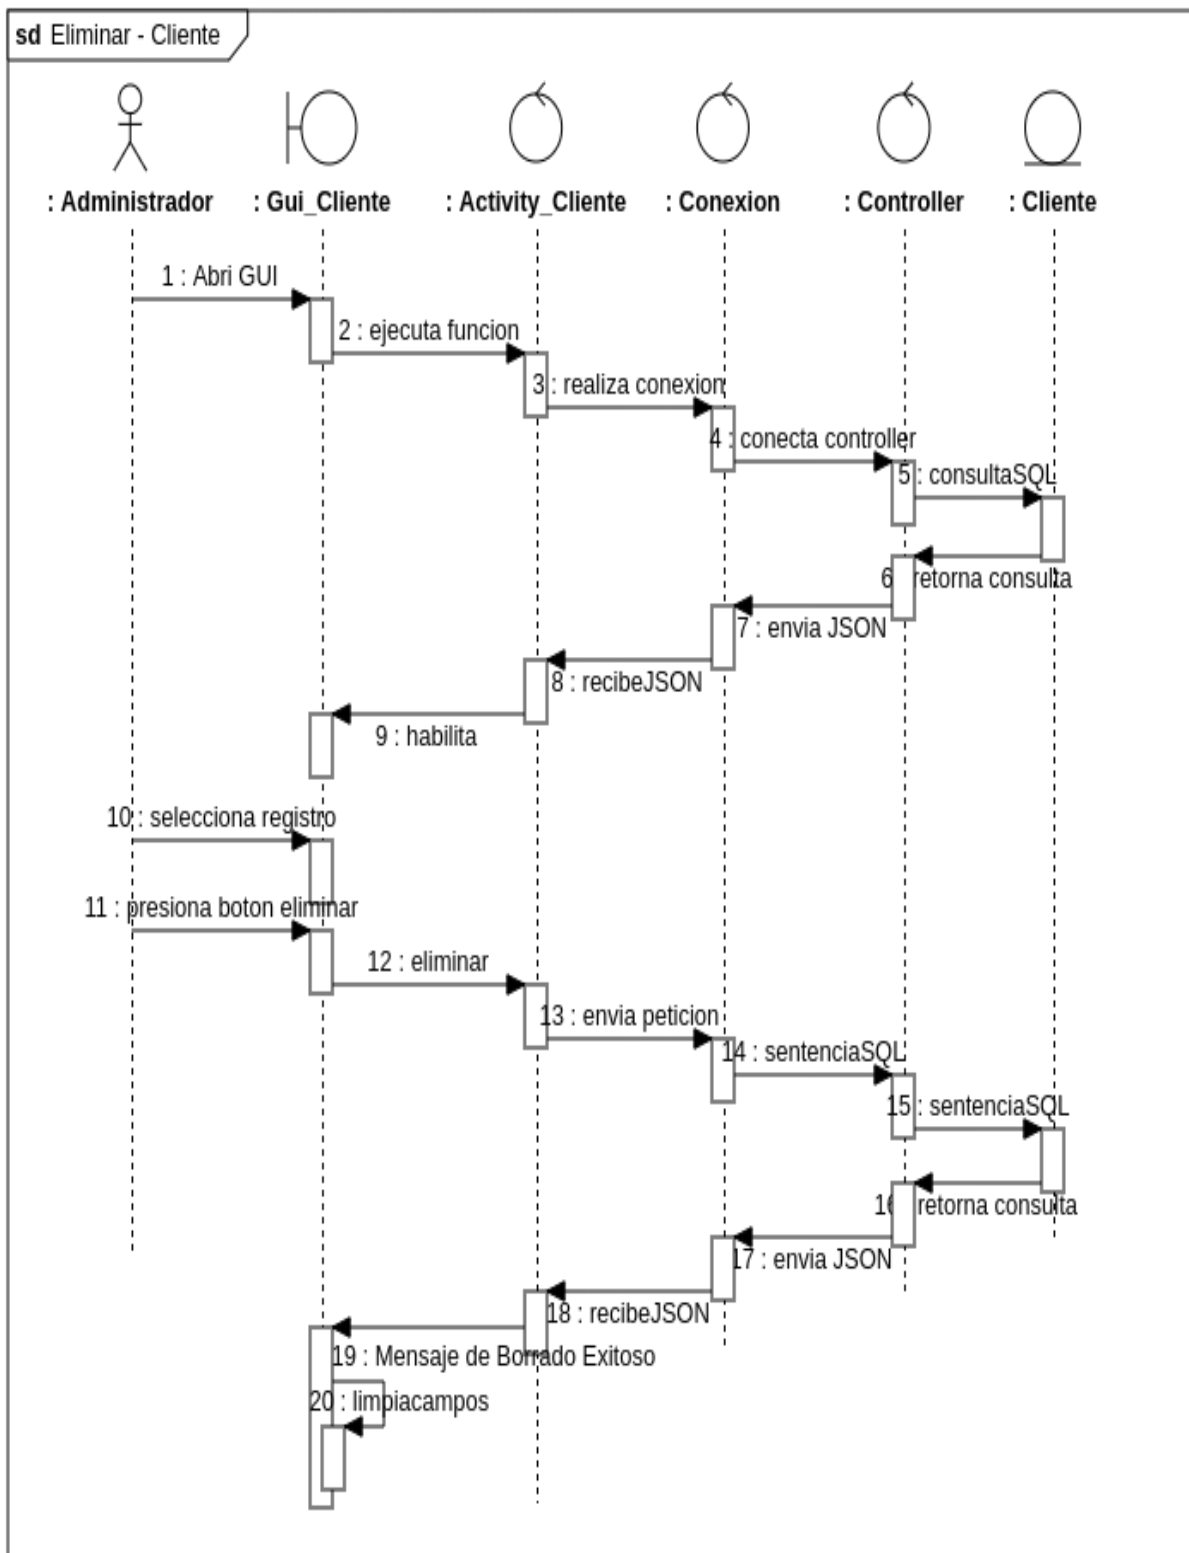 sd Eliminar - Cliente
: Administrador : Gui_Cliente : Activity_Cliente : Conexion : Controller : Cliente
1 : Abri GUI
2 : ejecuta funcion
3 : realiza conexion
4 : conecta controller
5 : consultaSQL
6 retorna consulta
7 : envia JSON
8 : recibeJSON
9 : habilita
10 : selecciona registro
11 : presiona boton eliminar
12 : eliminar
13 : envia peticion
14 : sentenciaSQL
15 : sentenciaSQL
16 retorna consulta
17 : envia JSON
18 : recibeJSON
19 : Mensaje de Borrado Exitoso
20 : limpiacampos